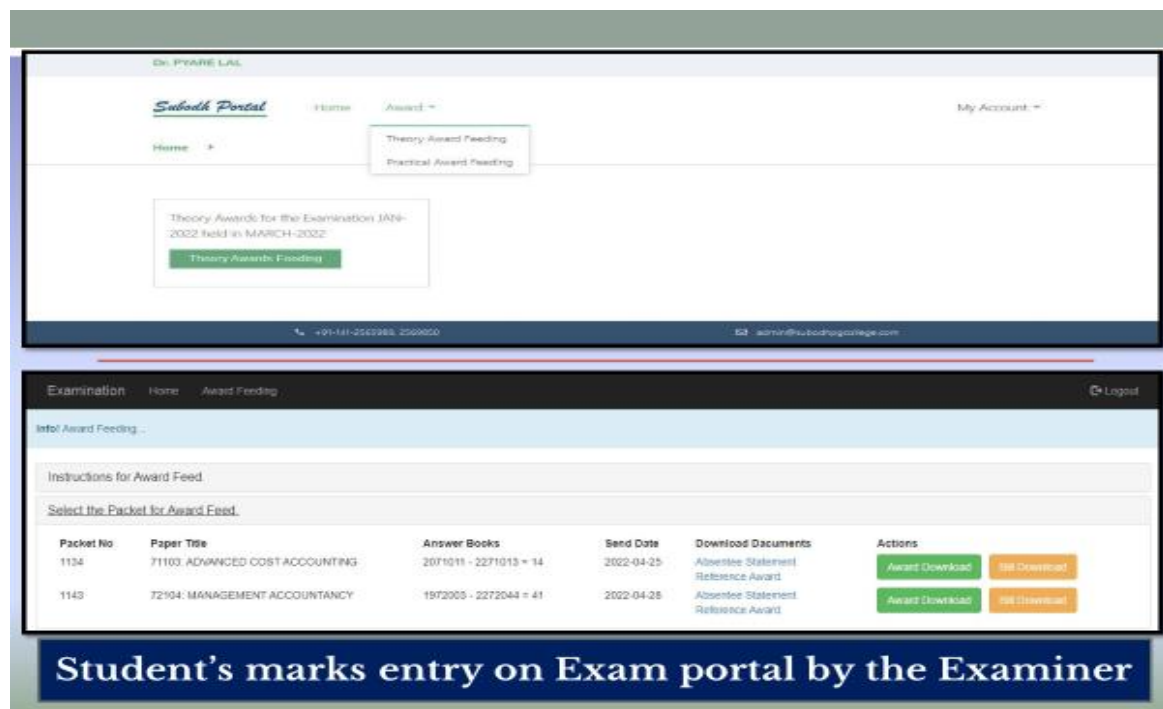 Dr. PYARE LAL
Subodh Portal Home Award My Account
Theory Award Feeding
Home
Practical Award Feeding
Theory Awards for the Examination JAN-
2022 held in MARCH-2022
Theory Awards Feeding
admin@subodhpgcollege.com
Examination Home Award Feeding Logout
Info! Award Feeding...
Instructions for Award Feed.
Select the Packet for Award Feed.
Packet No Paper Title Answer Books Send Date Download Dacuments Actions
1134 71103: ADVANCED COST ACCOUNTING 2071011 - 2271013 = 14 2022-04-25 Absentee Statement Award Download Bill Download
Reference Award
1143 72104: MANAGEMENT ACCOUNTANCY 1972003 - 2272044 = 41 2022-04-28 Absentee Statement Award Download Bill Download
Reference Award
Student's marks entry on Exam portal by the Examiner